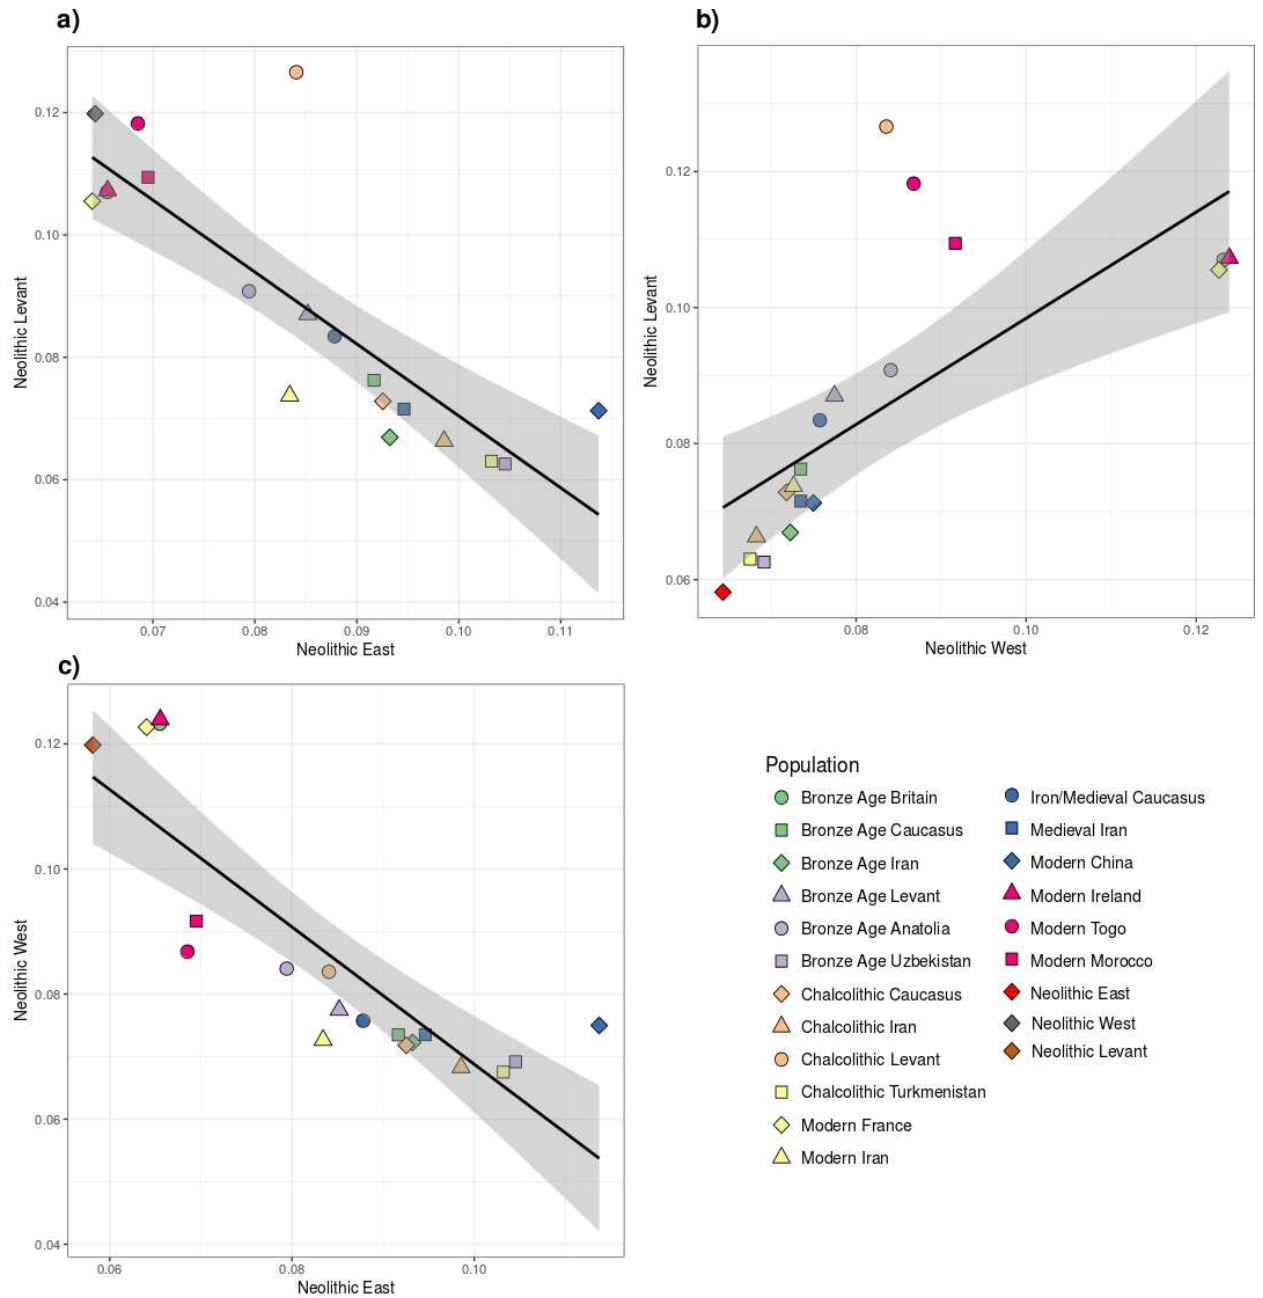 a)
0.12
0.10
0.08
0.06
0.04
Neolithic Levant
0.07 0.08 0.09 0.10 0.11
Neolithic East
b)
0.12
0.10
0.08
0.06
Neolithic Levant
0.08 0.10 0.12
Neolithic West
c)
0.12
0.10
0.08
0.06
0.04
Neolithic West
0.06 0.08 0.10
Neolithic East
Population
Bronze Age Britain
Bronze Age Caucasus
Bronze Age Iran
Bronze Age Levant
Bronze Age Anatolia
Bronze Age Uzbekistan
Chalcolithic Caucasus
Chalcolithic Iran
Chalcolithic Levant
Chalcolithic Turkmenistan
Modern France
Modern Iran
Iron/Medieval Caucasus
Medieval Iran
Modern China
Modern Ireland
Modern Togo
Modern Morocco
Neolithic East
Neolithic West
Neolithic Levant